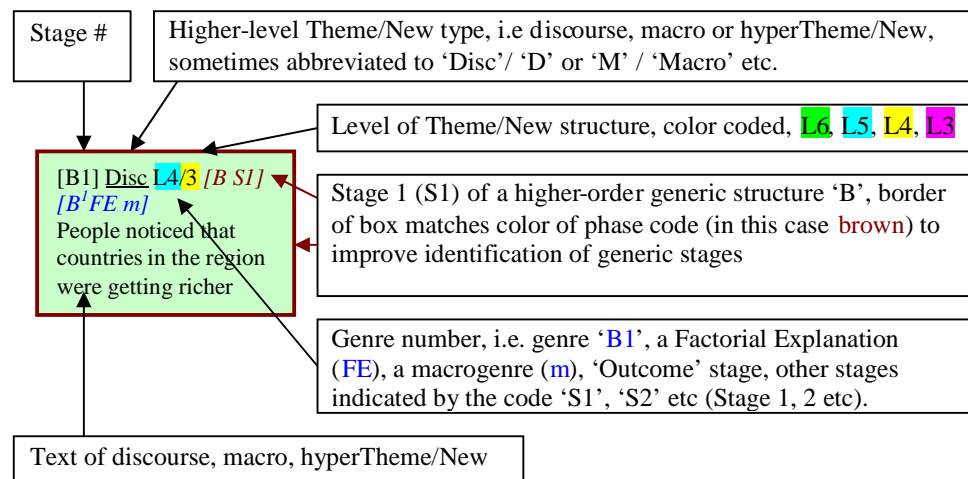 Stage #
Higher-level Theme/New type, i.e discourse, macro or hyperTheme/New,
sometimes abbreviated to ‘Disc’/ ‘D’ or ‘M’ / ‘Macro’ etc.
Level of Theme/New structure, color coded, L6, L5, L4, L3
[B1] Disc L4/3 [B S1]
[B¹FE m]
People noticed that
countries in the region
were getting richer
Stage 1 (S1) of a higher-order generic structure ‘B’, border
of box matches color of phase code (in this case brown) to
improve identification of generic stages
Genre number, i.e. genre ‘B1’, a Factorial Explanation
(FE), a macrogenre (m), ‘Outcome’ stage, other stages
indicated by the code ‘S1’, ‘S2’ etc (Stage 1, 2 etc).
Text of discourse, macro, hyperTheme/New